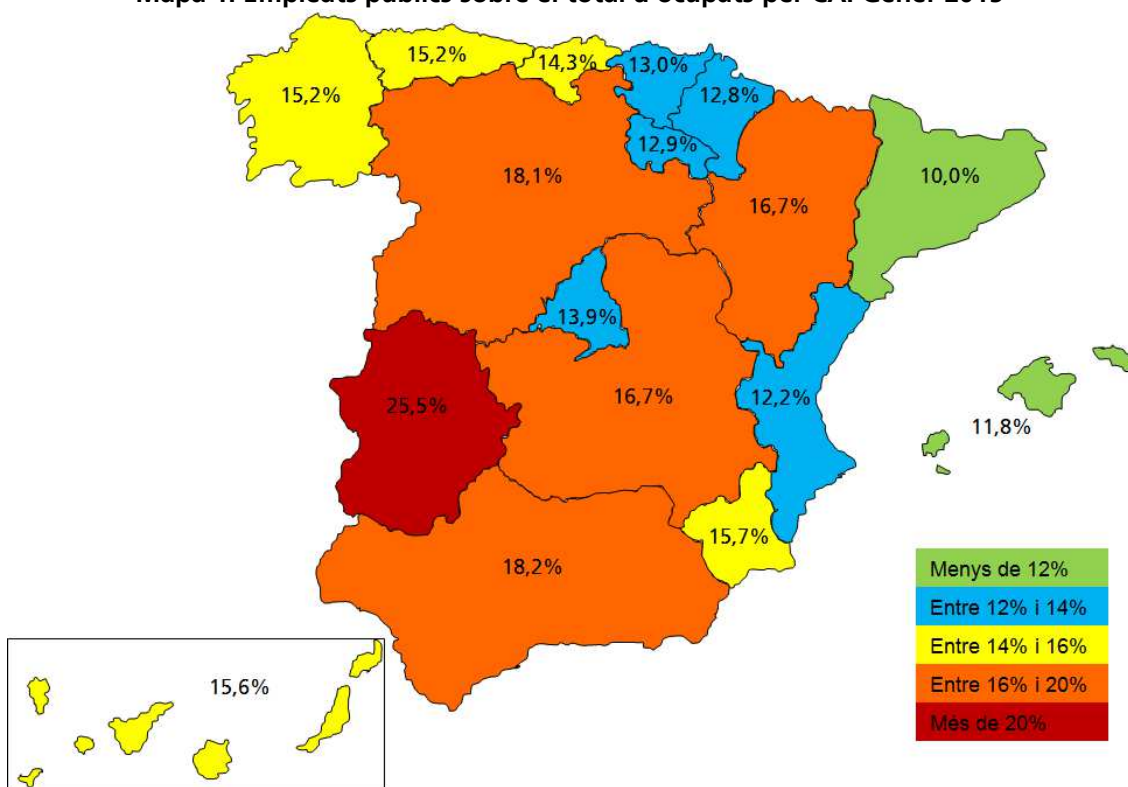 Mapa 4. Empleats públics sobre el total d'ocupats per CA. Gener 2015
15,2%
14,3%
13,0%
12,8%
15,2%
12,9%
18,1%
16,7%
10,0%
13,9%
25,5%
16,7%
12,2%
11,8%
15,7%
18,2%
15,6%
Menys de 12%
Entre 12% i 14%
Entre 14% i 16%
Entre 16% i 20%
Més de 20%